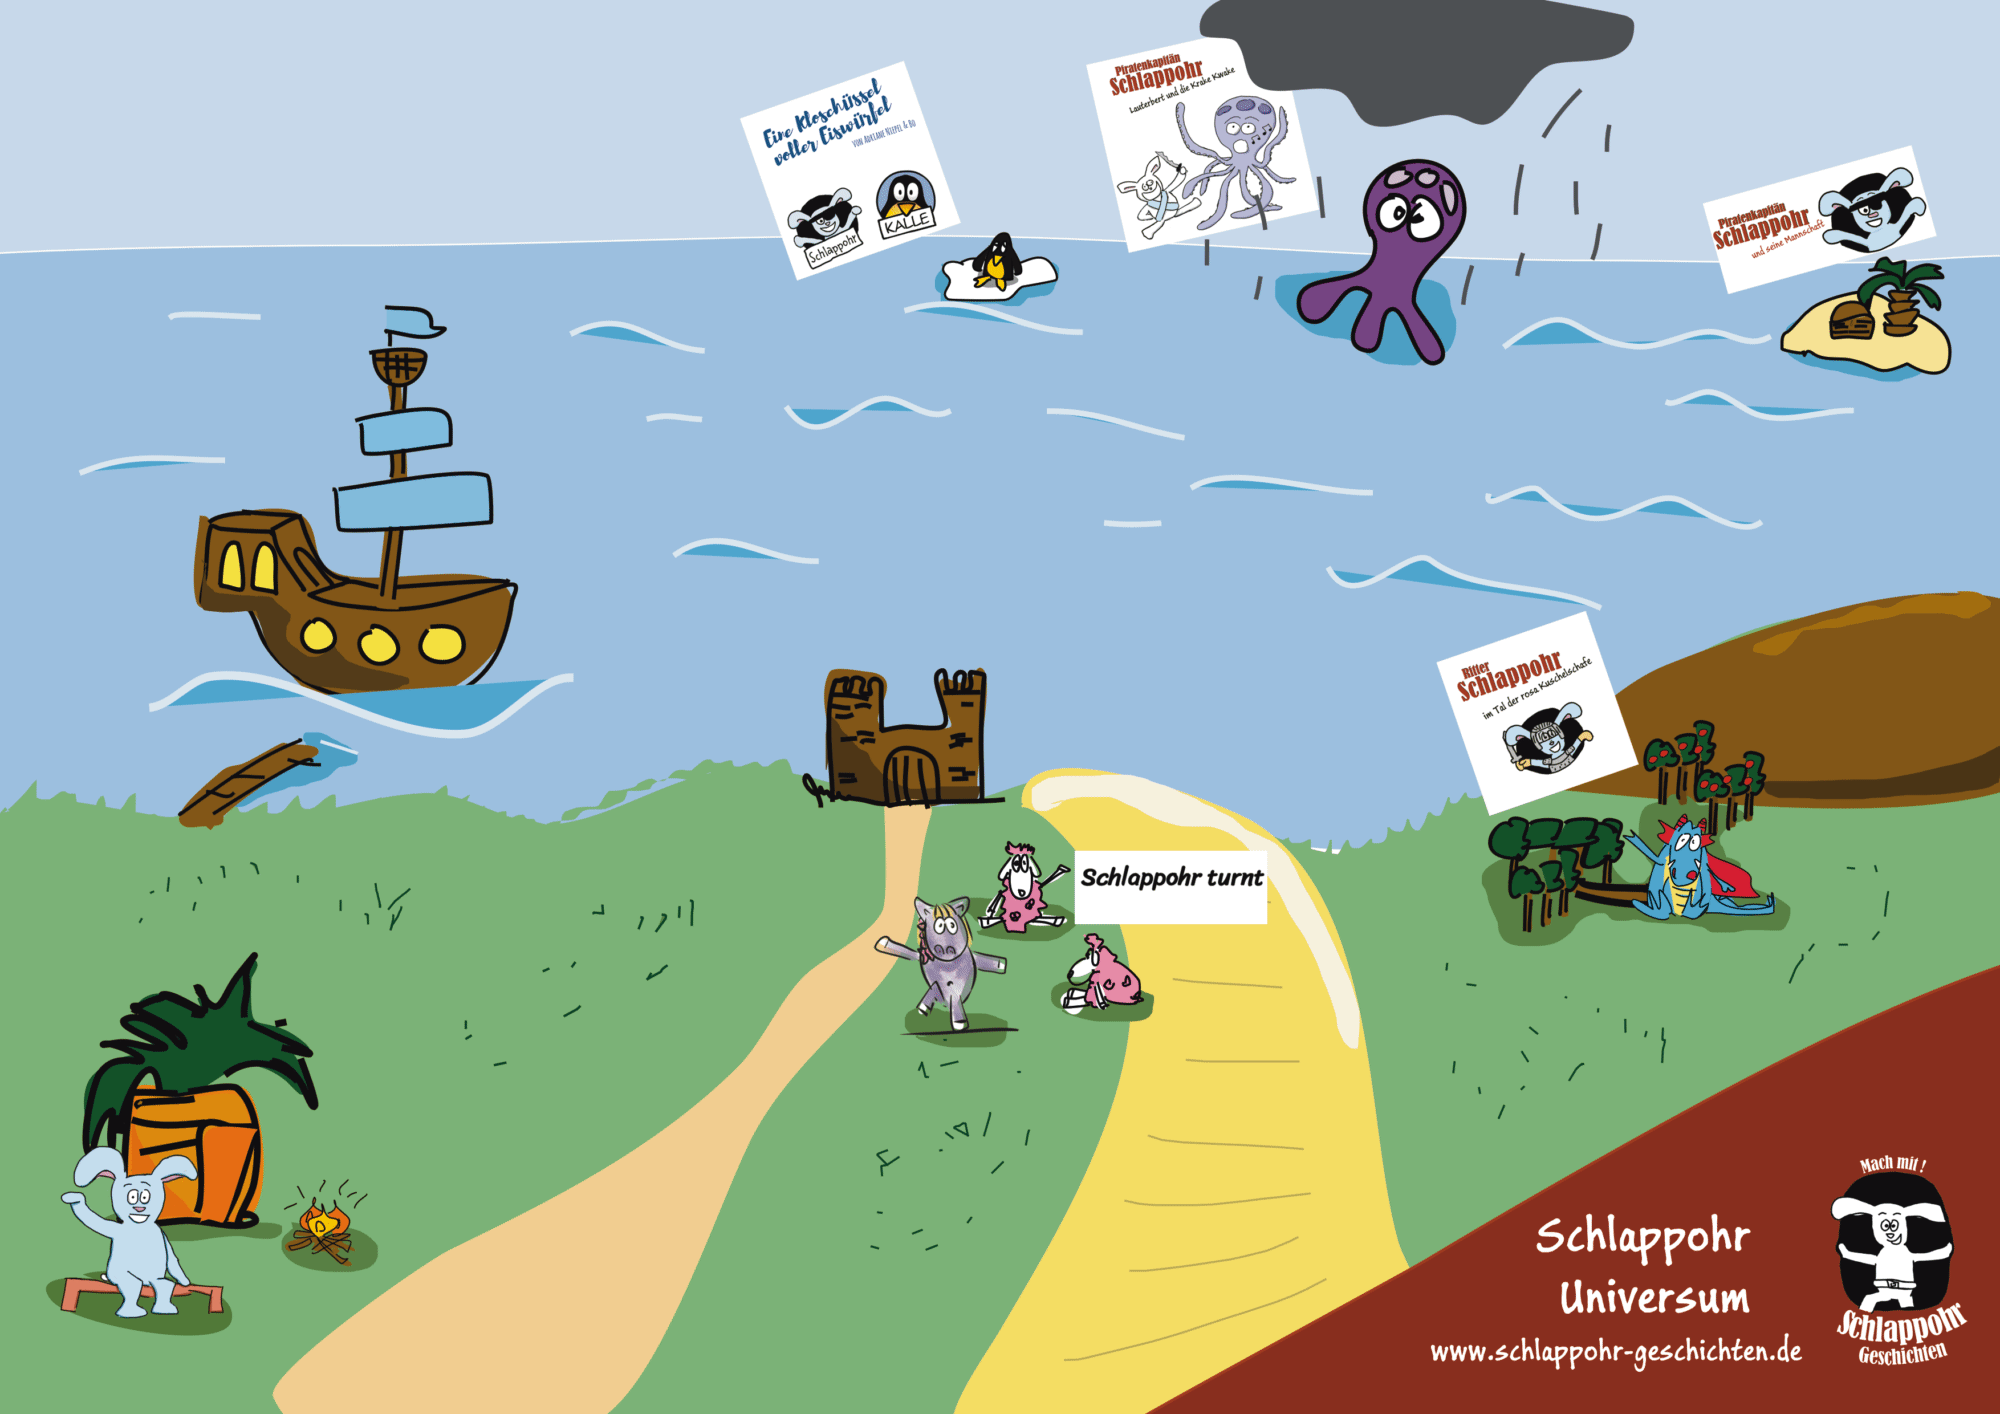 Eine Kloschüssel
voller Eiswürfel
von Adriane Niepel & Bo
Schlappohr
KALLE
Piratenkapitän
Schlappohr
Lauterbert und die Krake Kwake
Piratenkapitän
Schlappohr
und seine Mannschaft
Ritter
Schlappohr
im Tal der rosa Kuschelschafe
Schlappohr turnt
Schlappohr
Universum
www.schlappohr-geschichten.de
Mach mit !
Schlappohr
Geschichten